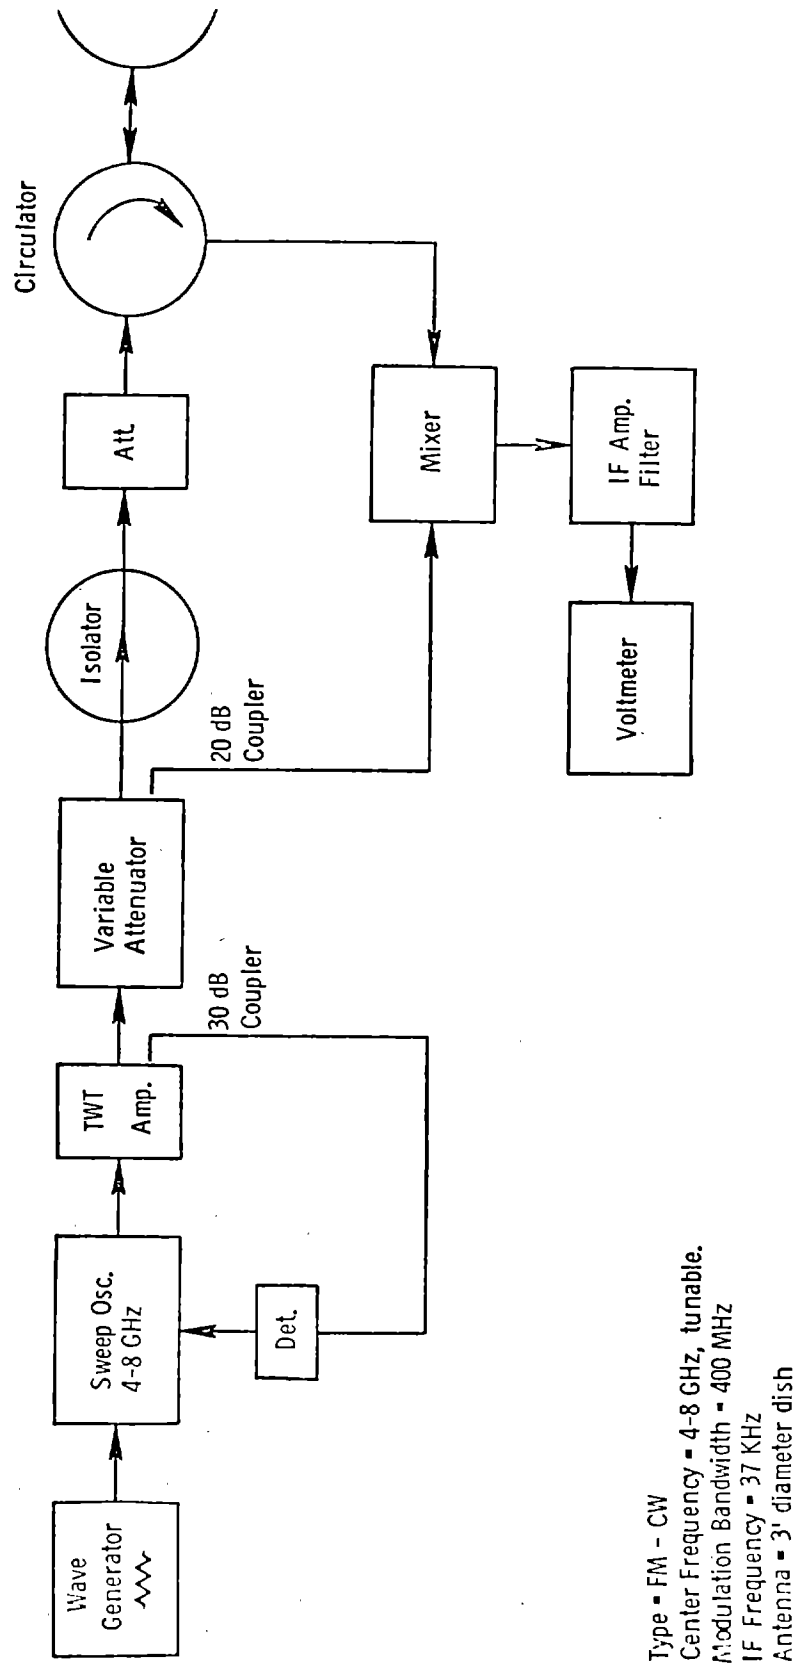 Wave
Generator
Sweep Osc.
4-8 GHz
Det.
TWT
Amp.
30 dB
Coupler
Variable
Attenuator
20 dB
Coupler
Isolator
Att.
Circulator
Mixer
IF Amp.
Filter
Voltmeter
Type = FM - CW
Center Frequency = 4-8 GHz, tunable.
Modulation Bandwidth = 400 MHz
IF Frequency = 37 KHz
Antenna = 3' diameter dish